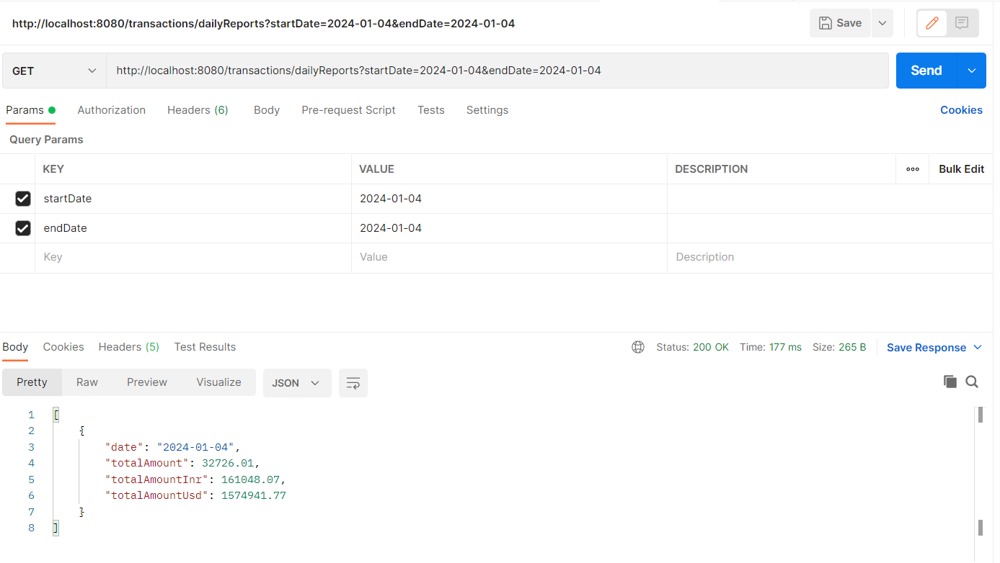 http://localhost:8080/transactions/dailyReports?startDate=2024-01-04&endDate=2024-01-04 Save
GET http://localhost:8080/transactions/dailyReports?startDate=2024-01-04&endDate=2024-01-04 Send
Params Authorization Headers (6) Body Pre-request Script Tests Settings Cookies
Query Params
KEY VALUE DESCRIPTION Bulk Edit
startDate 2024-01-04
endDate 2024-01-04
Key Value Description
Body Cookies Headers (5) Test Results Status: 200 OK Time: 177 ms Size: 265 B Save Response
Pretty Raw Preview Visualize JSON
1 [
2 {
3 "date": "2024-01-04",
4 "totalAmount": 32726.01,
5 "totalAmountInr": 161048.07,
6 "totalAmountUsd": 1574941.77
7 }
8 ]